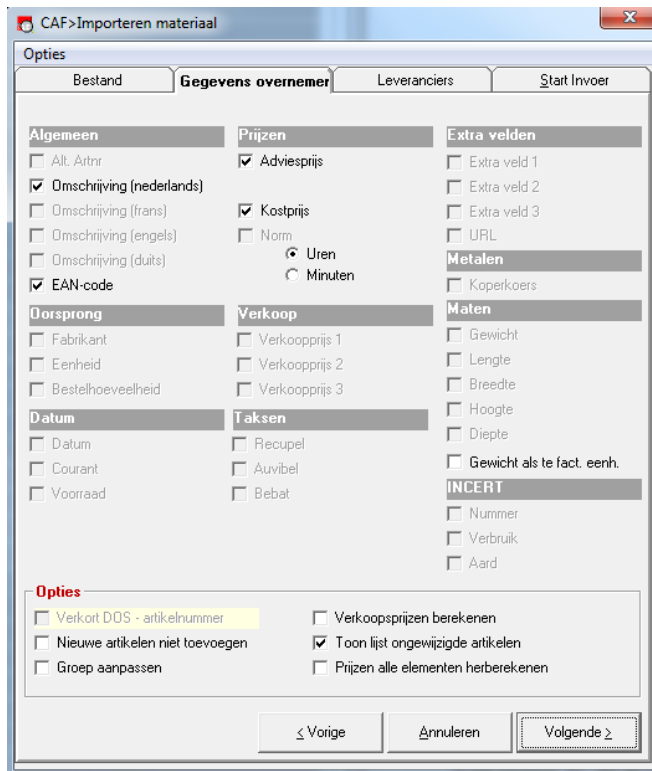 CAF>Importeren materiaal
Opties
Bestand
Gegevens overnemer
Leveranciers
Start Invoer
Algemeen
Alt. Artnr
Omschrijving (nederlands)
Omschrijving (frans)
Omschrijving (engels)
Omschrijving (duits)
EAN-code
Oorsprong
Fabrikant
Eenheid
Bestelhoeveelheid
Datum
Datum
Courant
Voorraad
Prijzen
Adviesprijs
Kostprijs
Norm
Uren
Minuten
Verkoop
Verkoopprijs 1
Verkoopprijs 2
Verkoopprijs 3
Taksen
Recupel
Auvibel
Bebat
Extra velden
Extra veld 1
Extra veld 2
Extra veld 3
URL
Metalen
Koperkoers
Maten
Gewicht
Lengte
Breedte
Hoogte
Diepte
Gewicht als te fact. eenh.
INCERT
Nummer
Verbruik
Aard
Opties
Verkort DOS - artikelnummer
Nieuwe artikelen niet toevoegen
Groep aanpassen
Verkoopsprijzen berekenen
Toon lijst ongewijzigde artikelen
Prijzen alle elementen herberekenen
< Vorige
Annuleren
Volgende >